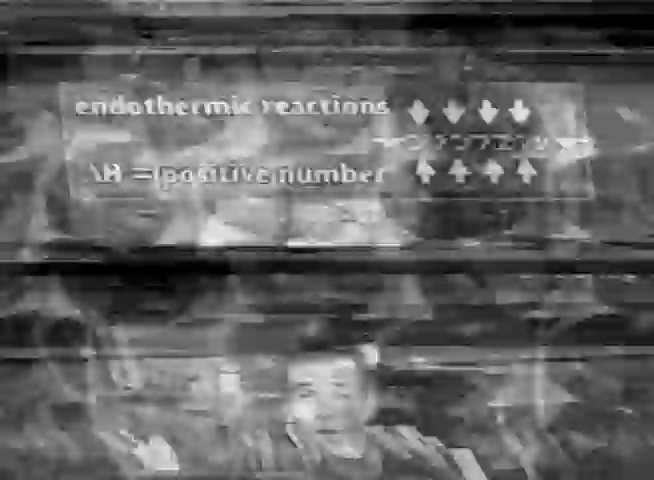 endothermic reactions
ΔH = positive number